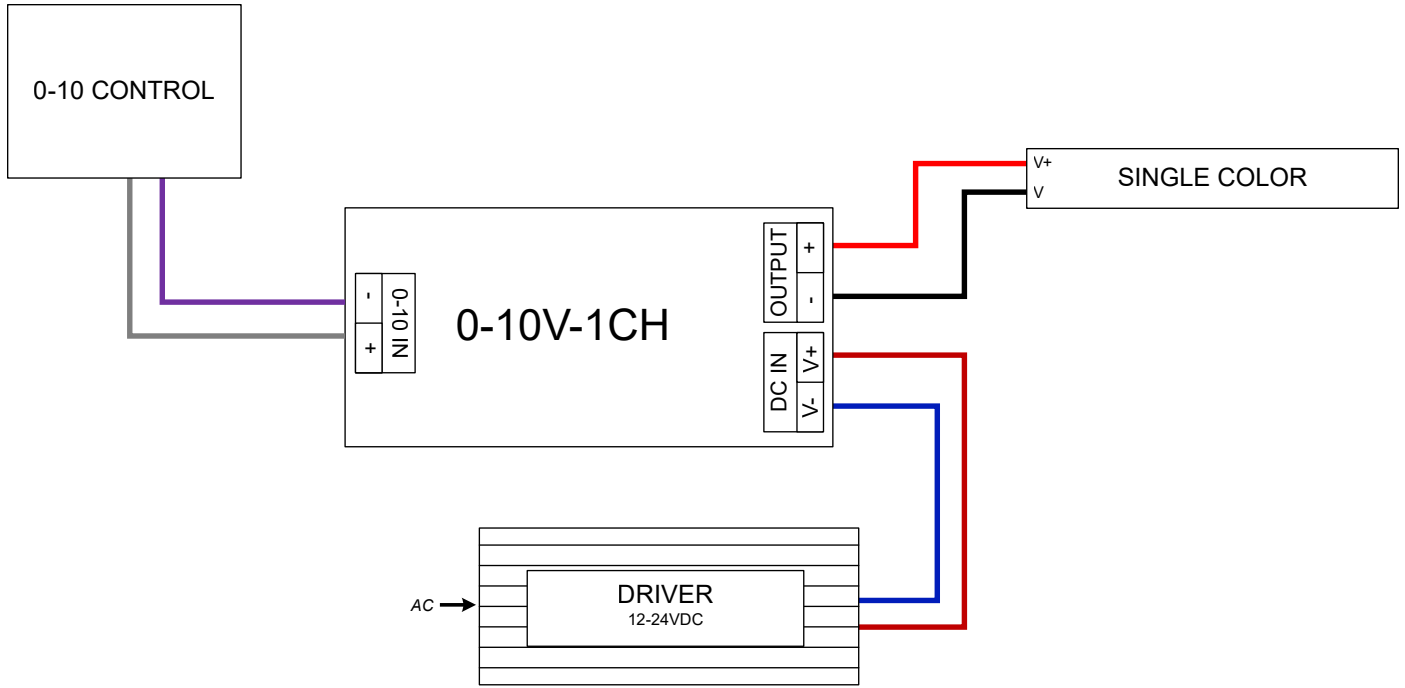 0-10 CONTROL
V+
SINGLE COLOR
V
OUTPUT
+
-
0-10V-1CH
-
+
0-10 IN
DC IN
V+
V-
DRIVER
12-24VDC
AC